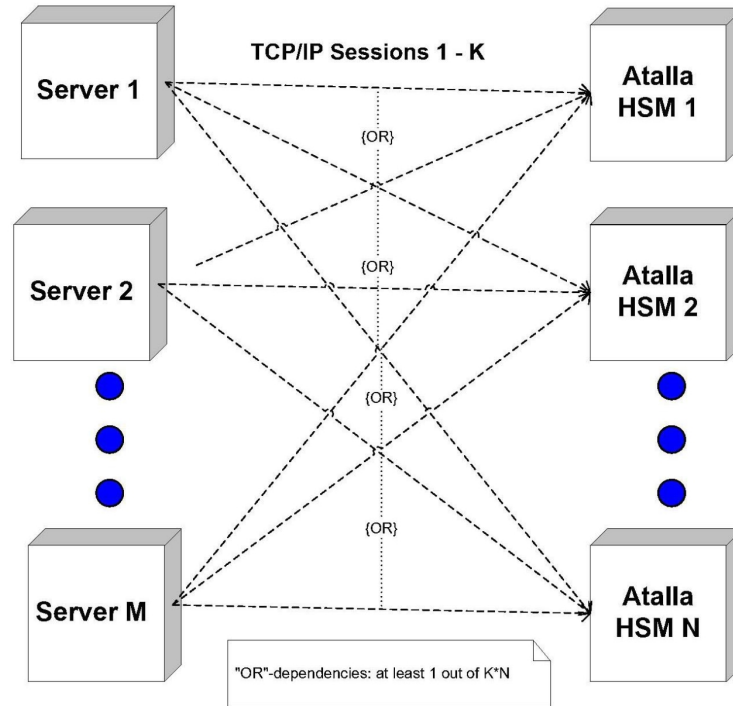 TCP/IP Sessions 1 - K
Server 1
Atalla
HSM 1
{OR}
Server 2
{OR}
Atalla
HSM 2
{OR}
{OR}
Server M
Atalla
HSM N
"OR"-dependencies: at least 1 out of K*N